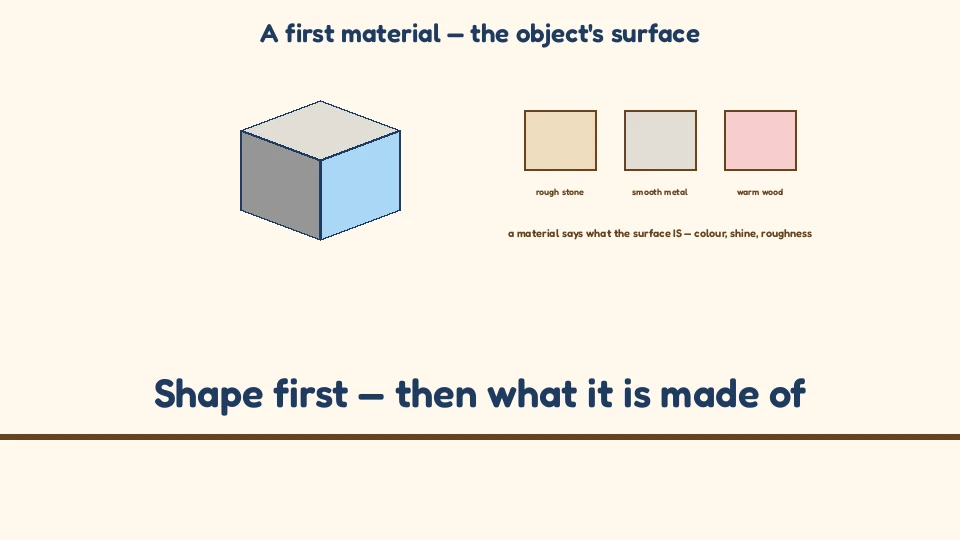 A first material — the object's surface
rough stone
smooth metal
warm wood
a material says what the surface IS — colour, shine, roughness
Shape first — then what it is made of